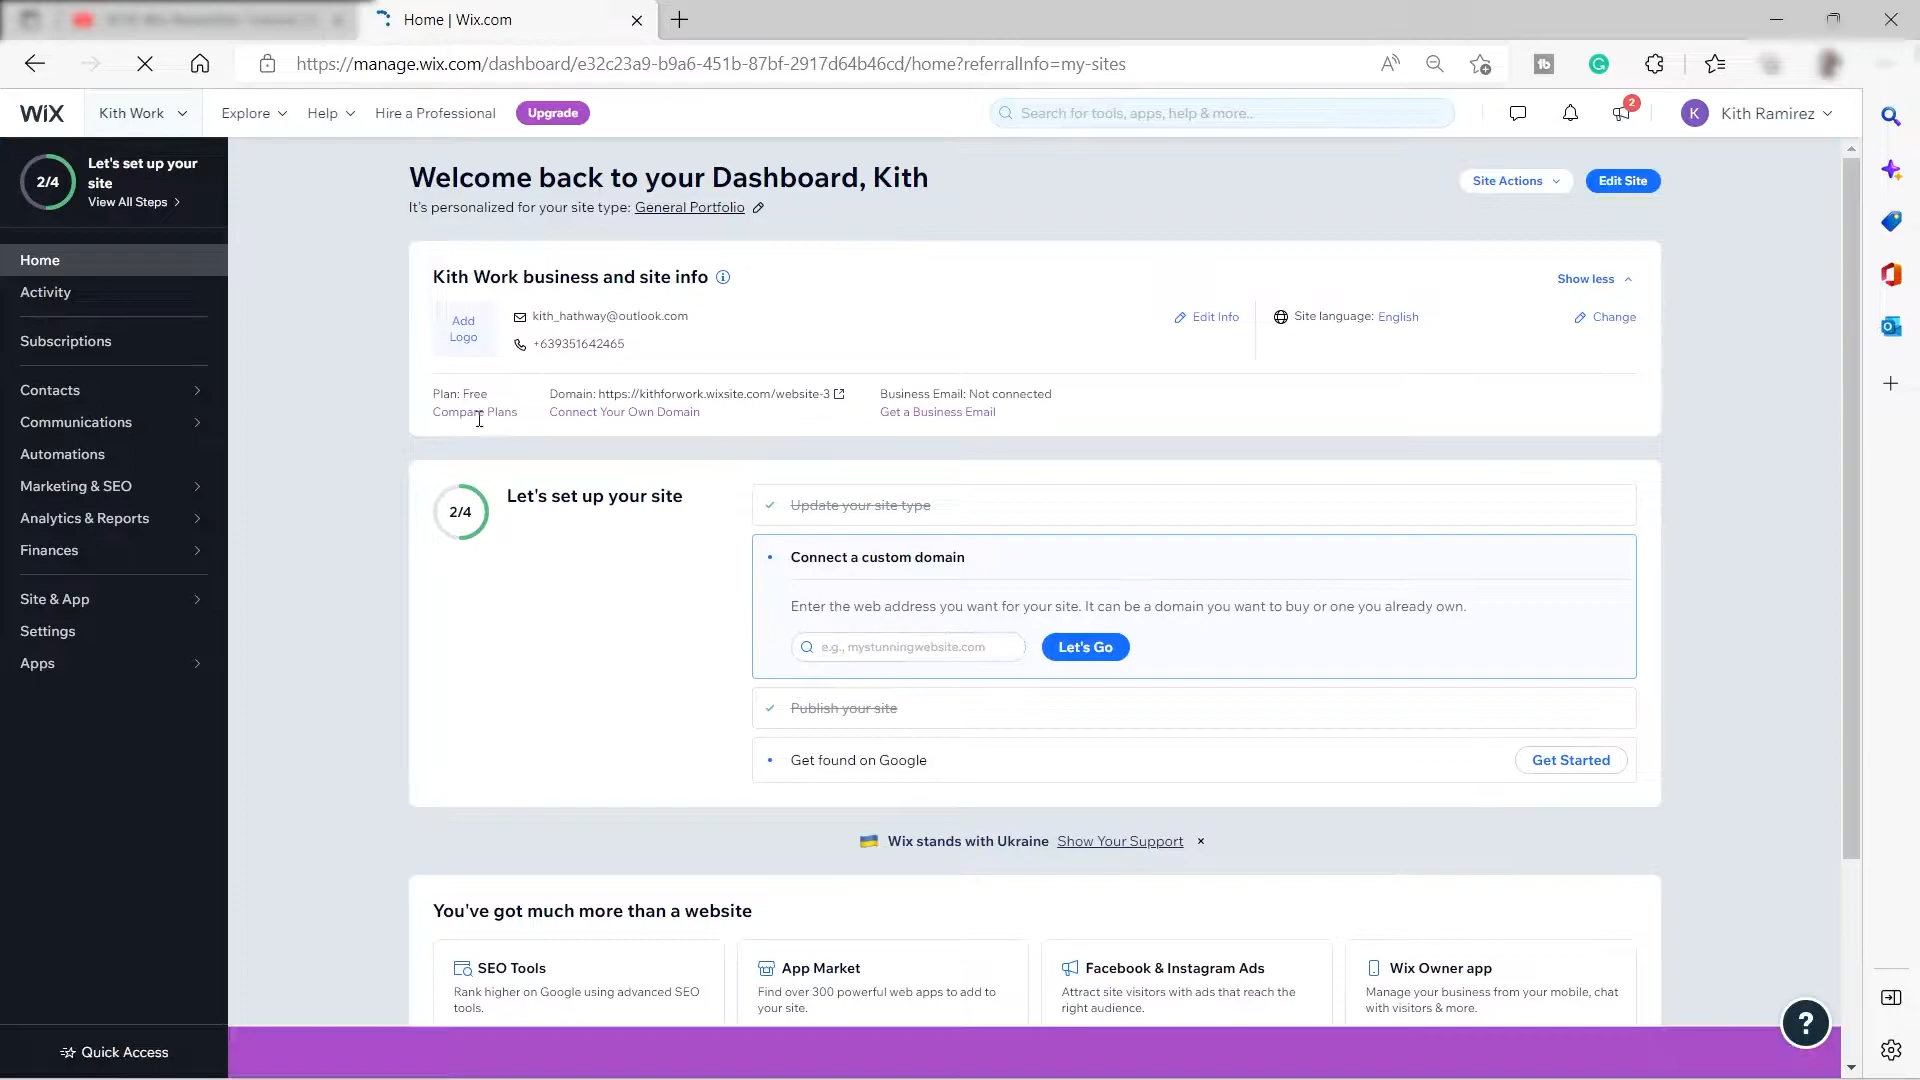 Home | Wix.com
https://manage.wix.com/dashboard/e32c23a9-b9a6-451b-87bf-2917d64b46cd/home?referralInfo=my-sites
WiX
Kith Work
Explore
Help
Hire a Professional
Upgrade
Search for tools, apps, help & more...
2
K
Kith Ramirez
2/4
Let's set up your
site
View All Steps
Home
Activity
Subscriptions
Contacts
Communications
Automations
Marketing & SEO
Analytics & Reports
Finances
Site & App
Settings
Apps
Quick Access
Welcome back to your Dashboard, Kith
It's personalized for your site type: General Portfolio
Site Actions
Edit Site
Kith Work business and site info
Show less
Add
Logo
kith_hathway@outlook.com
+639351642465
Edit Info
Site language: English
Change
Plan: Free
Compare Plans
Domain: https://kithforwork.wixsite.com/website-3
Connect Your Own Domain
Business Email: Not connected
Get a Business Email
2/4
Let's set up your site
Update your site type
Connect a custom domain
Enter the web address you want for your site. It can be a domain you want to buy or one you already own.
e.g., mystunningwebsite.com
Let's Go
Publish your site
Get found on Google
Get Started
Wix stands with Ukraine Show Your Support
You've got much more than a website
SEO Tools
Rank higher on Google using advanced SEO
tools.
App Market
Find over 300 powerful web apps to add to
your site.
Facebook & Instagram Ads
Attract site visitors with ads that reach the
right audience.
Wix Owner app
Manage your business from your mobile, chat
with visitors & more.
?